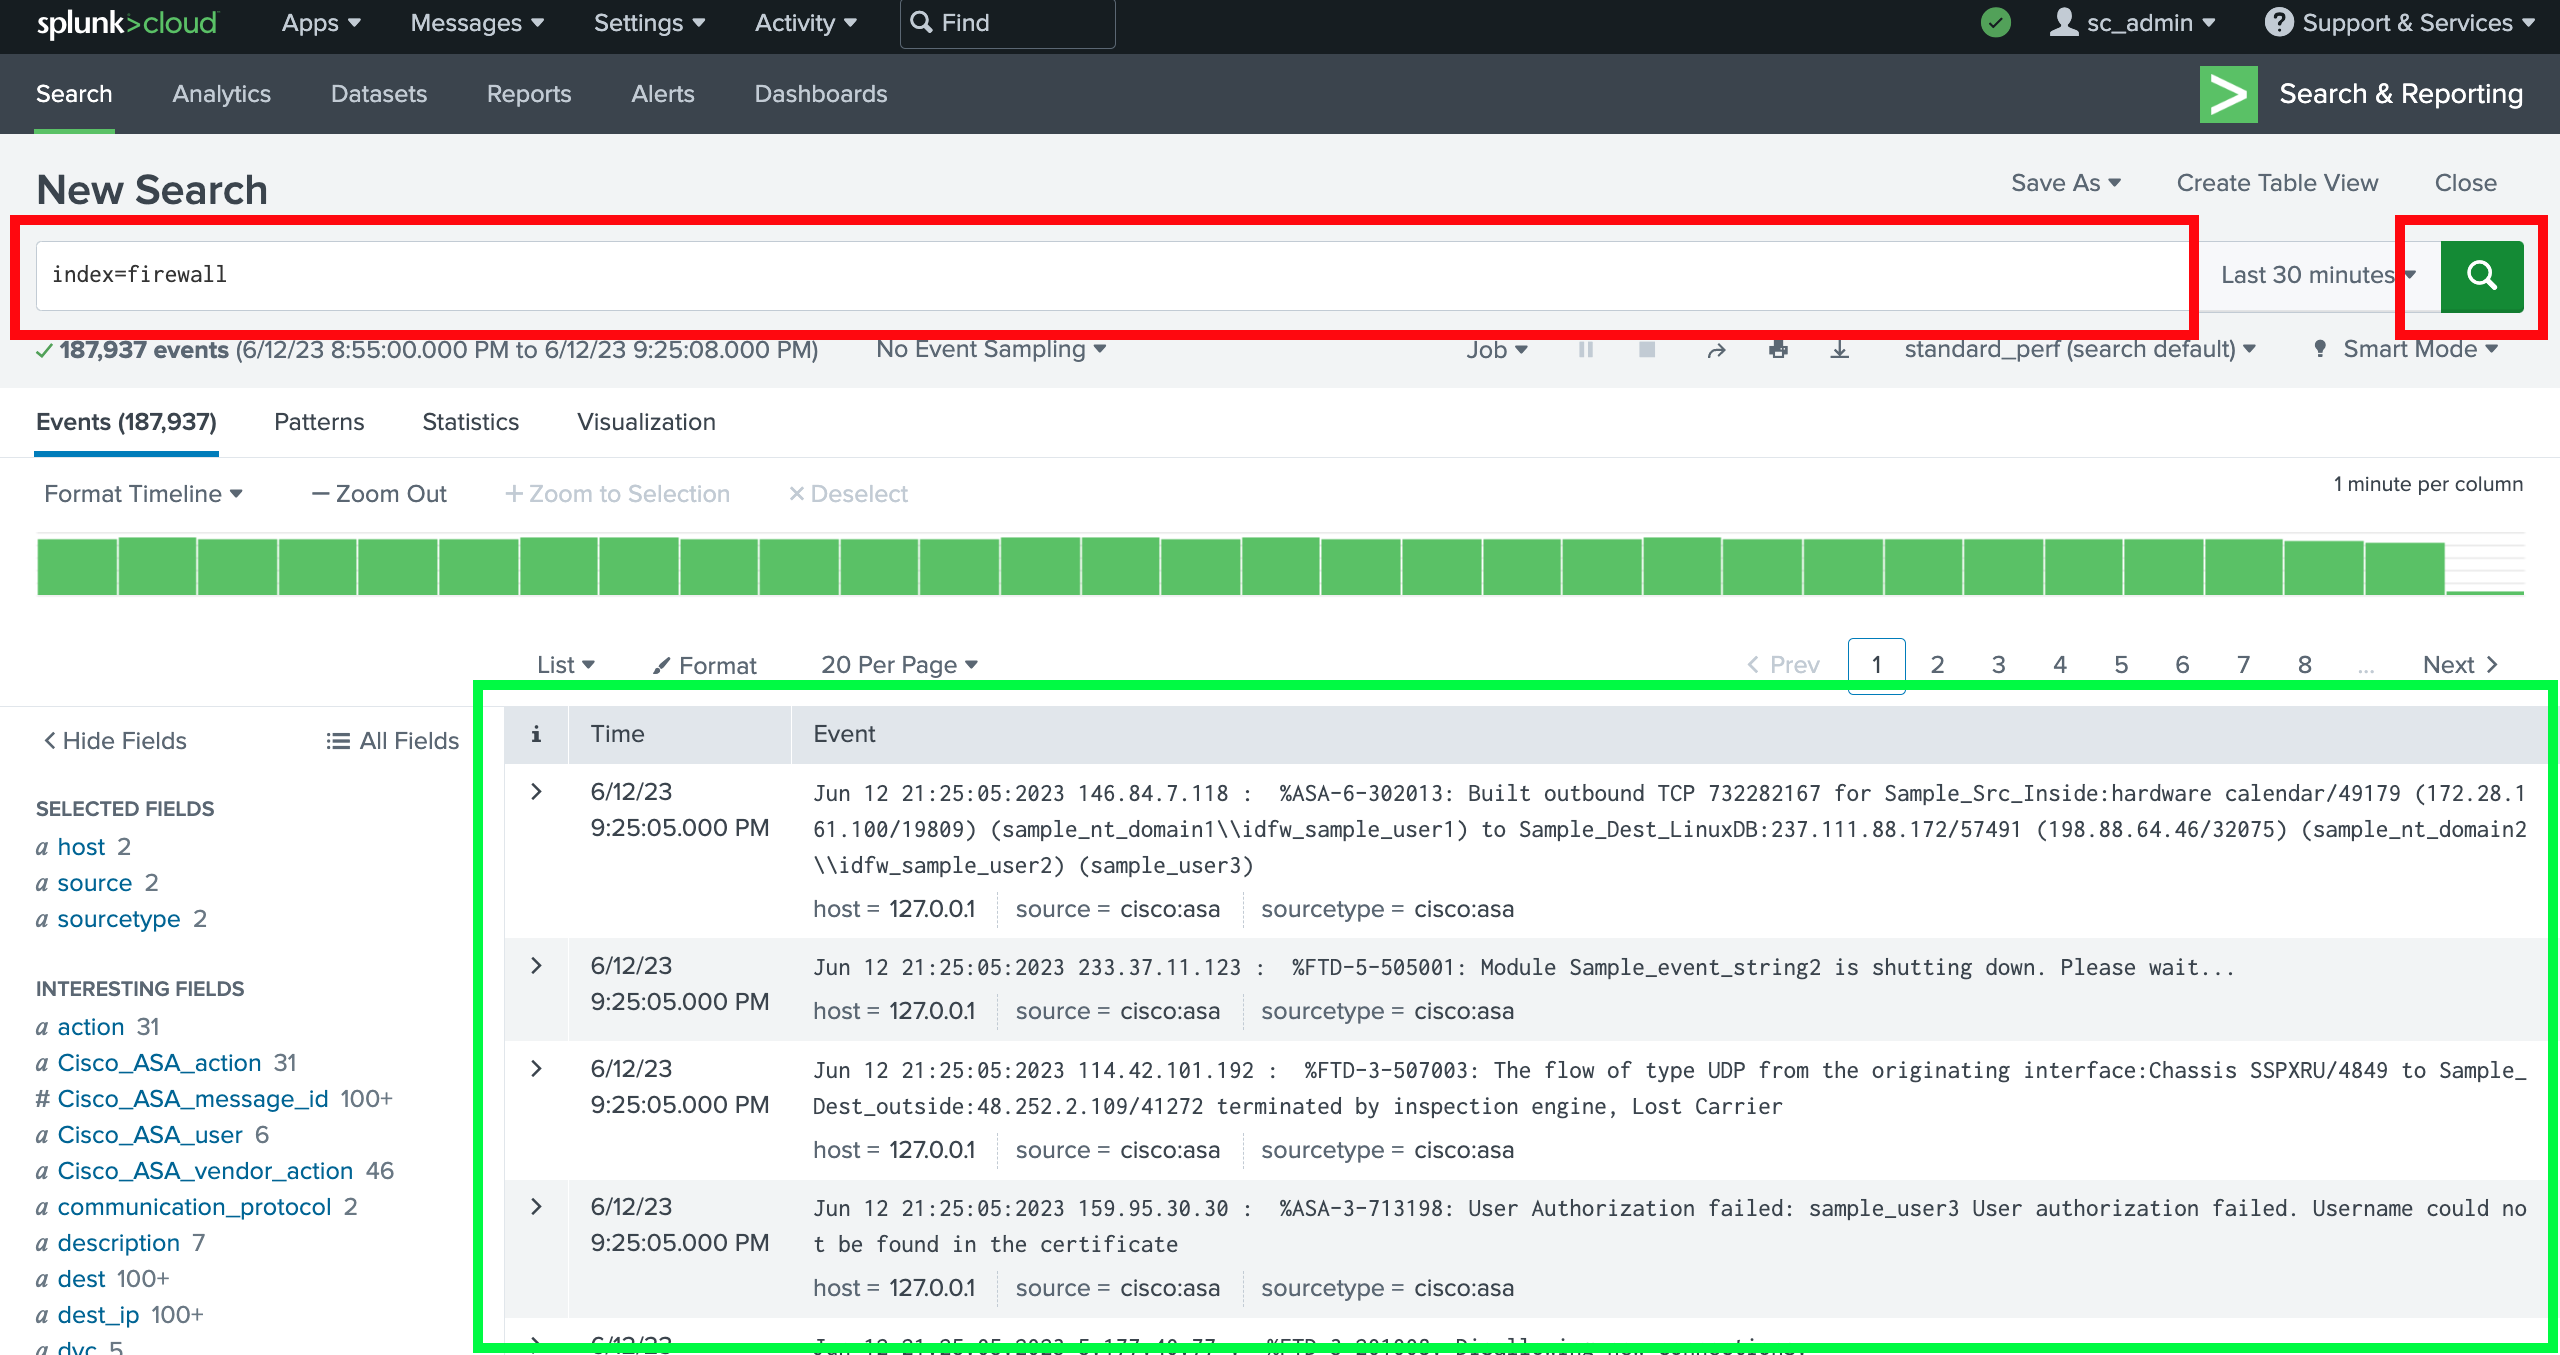 splunk>cloud Apps Messages Settings Activity Find sc_admin Support & Services
Search Analytics Datasets Reports Alerts Dashboards Search & Reporting
New Search Save As Create Table View Close
index=firewall Last 30 minutes
187,937 events (6/12/23 8:55:00.000 PM to 6/12/23 9:25:08.000 PM) No Event Sampling Job standard_perf (search default) Smart Mode
Events (187,937) Patterns Statistics Visualization
Format Timeline — Zoom Out + Zoom to Selection × Deselect 1 minute per column
List Format 20 Per Page < Prev 1 2 3 4 5 6 7 8 ... Next >
< Hide Fields All Fields
SELECTED FIELDS
a host 2
a source 2
a sourcetype 2
INTERESTING FIELDS
a action 31
a Cisco_ASA_action 31
# Cisco_ASA_message_id 100+
a Cisco_ASA_user 6
a Cisco_ASA_vendor_action 46
a communication_protocol 2
a description 7
a dest 100+
a dest_ip 100+
a dvc 5
i Time Event
6/12/23
9:25:05.000 PM
Jun 12 21:25:05:2023 146.84.7.118 : %ASA-6-302013: Built outbound TCP 732282167 for Sample_Src_Inside:hardware calendar/49179 (172.28.1
61.100/19809) (sample_nt_domain1\\idfw_sample_user1) to Sample_Dest_LinuxDB:237.111.88.172/57491 (198.88.64.46/32075) (sample_nt_domain2
\\idfw_sample_user2) (sample_user3)
host = 127.0.0.1 source = cisco:asa sourcetype = cisco:asa
6/12/23
9:25:05.000 PM
Jun 12 21:25:05:2023 233.37.11.123 : %FTD-5-505001: Module Sample_event_string2 is shutting down. Please wait...
host = 127.0.0.1 source = cisco:asa sourcetype = cisco:asa
6/12/23
9:25:05.000 PM
Jun 12 21:25:05:2023 114.42.101.192 : %FTD-3-507003: The flow of type UDP from the originating interface:Chassis SSPXRU/4849 to Sample_
Dest_outside:48.252.2.109/41272 terminated by inspection engine, Lost Carrier
host = 127.0.0.1 source = cisco:asa sourcetype = cisco:asa
6/12/23
9:25:05.000 PM
Jun 12 21:25:05:2023 159.95.30.30 : %ASA-3-713198: User Authorization failed: sample_user3 User authorization failed. Username could no
t be found in the certificate
host = 127.0.0.1 source = cisco:asa sourcetype = cisco:asa
6/12/23